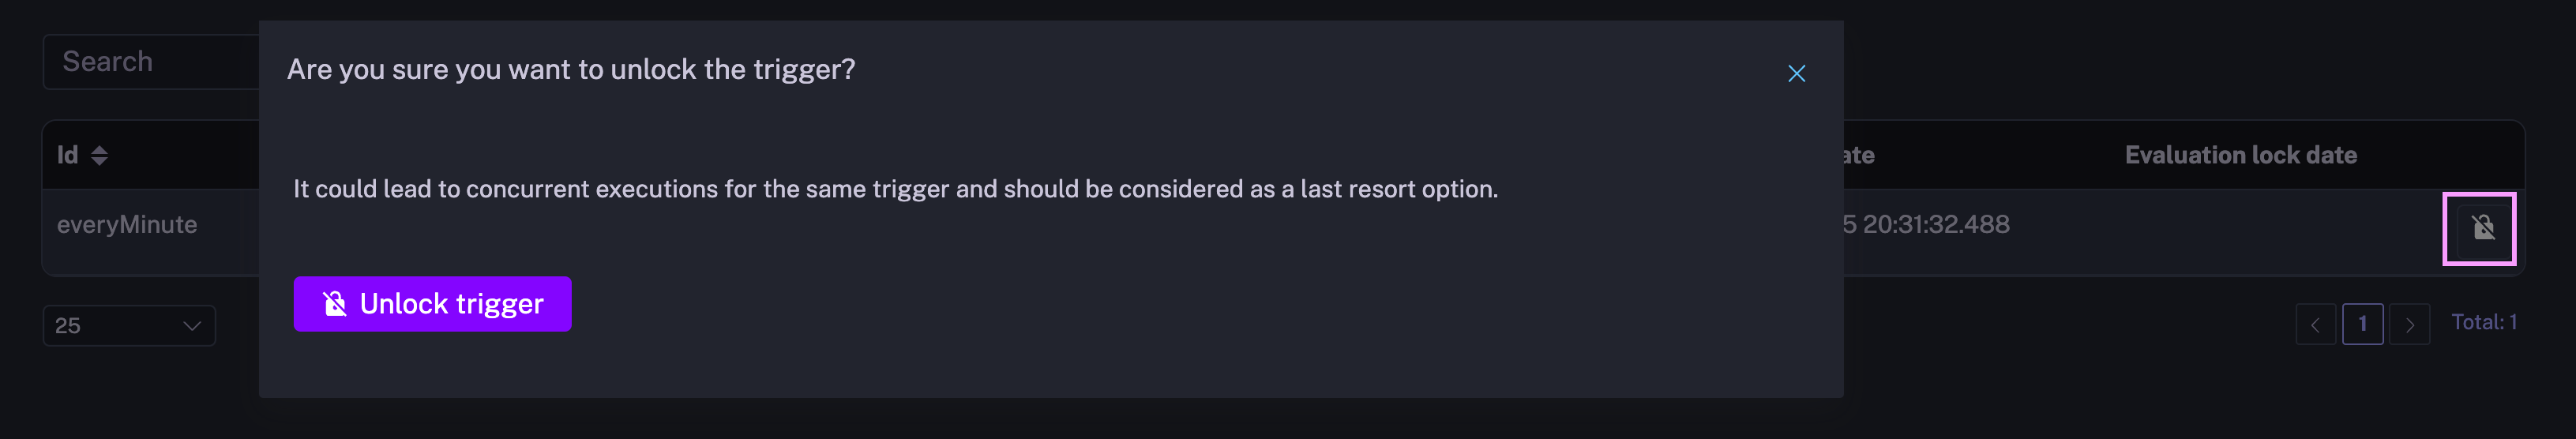 Search
Are you sure you want to unlock the trigger?
Id
ate
Evaluation lock date
It could lead to concurrent executions for the same trigger and should be considered as a last resort option.
everyMinute
5 20:31:32.488
Unlock trigger
25
1
Total: 1